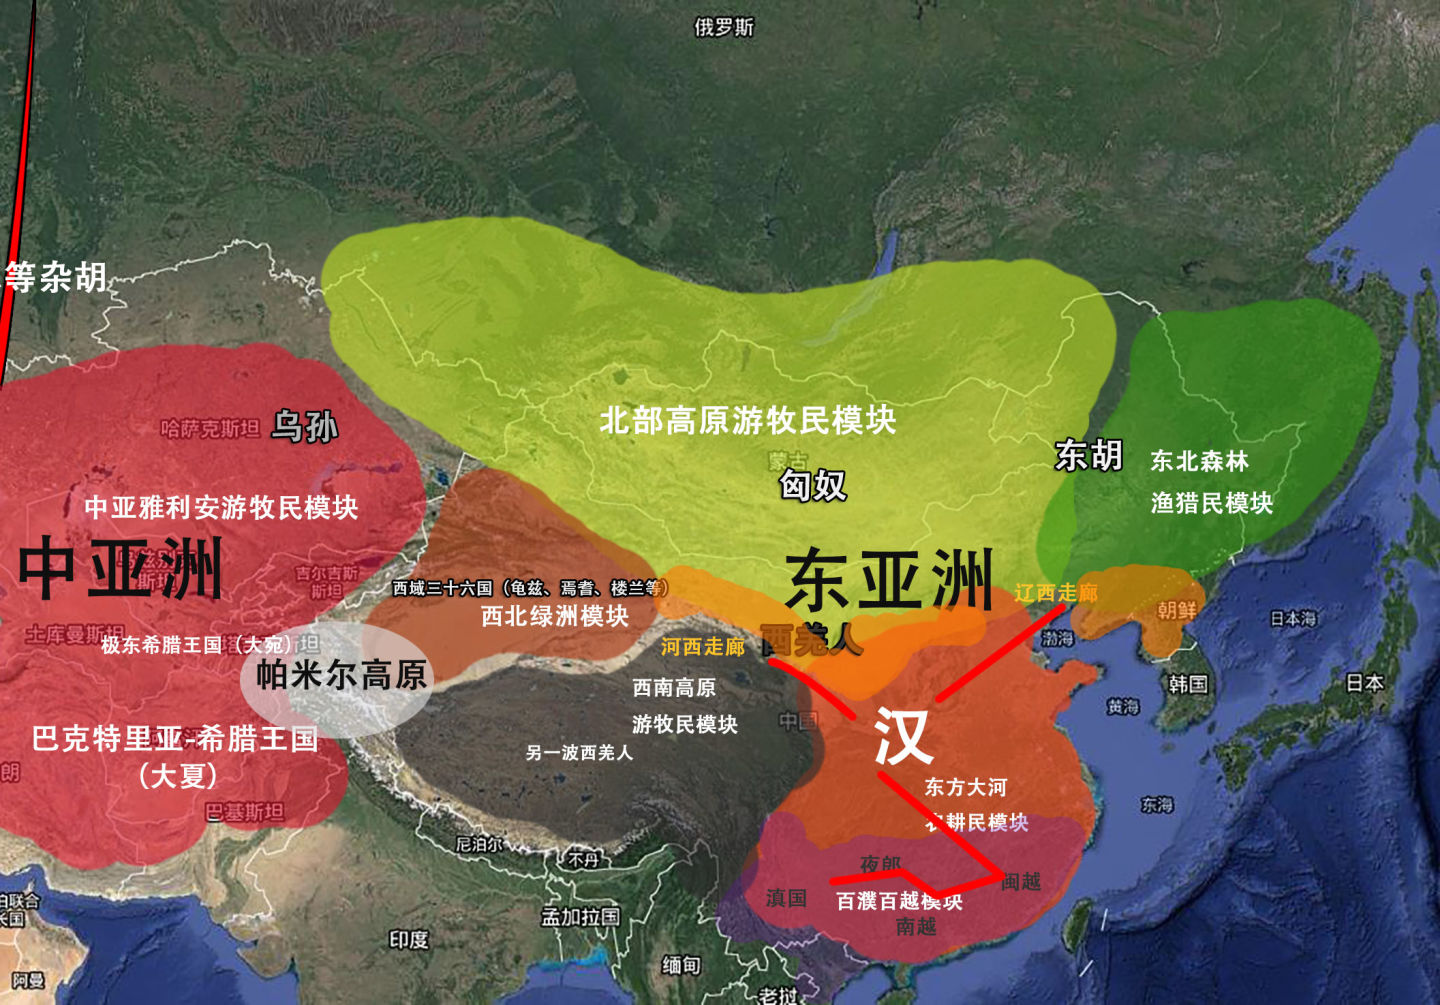 俄罗斯
等杂胡
哈萨克斯坦
乌孙
北部高原游牧民模块
蒙古
匈奴
东胡
东北森林
渔猎民模块
中亚雅利安游牧民模块
中亚洲
东亚洲
吉尔吉斯
斯坦
西域三十六国（龟兹、焉耆、楼兰等）
西北绿洲模块
辽西走廊
朝鲜
日本海
渤海
土库曼斯坦
极东希腊王国（大宛）
河西走廊
西羌人
帕米尔高原
西南高原
游牧民模块
韩国
日本
黄海
中国
汉
巴克特里亚-希腊王国
（大夏）
另一波西羌人
朗
巴基斯坦
东方大河
农耕民模块
东海
尼泊尔
不丹
夜郎
闽越
滇国
百濮百越模块
南越
孟加拉国
印度
缅甸
老挝
阿曼